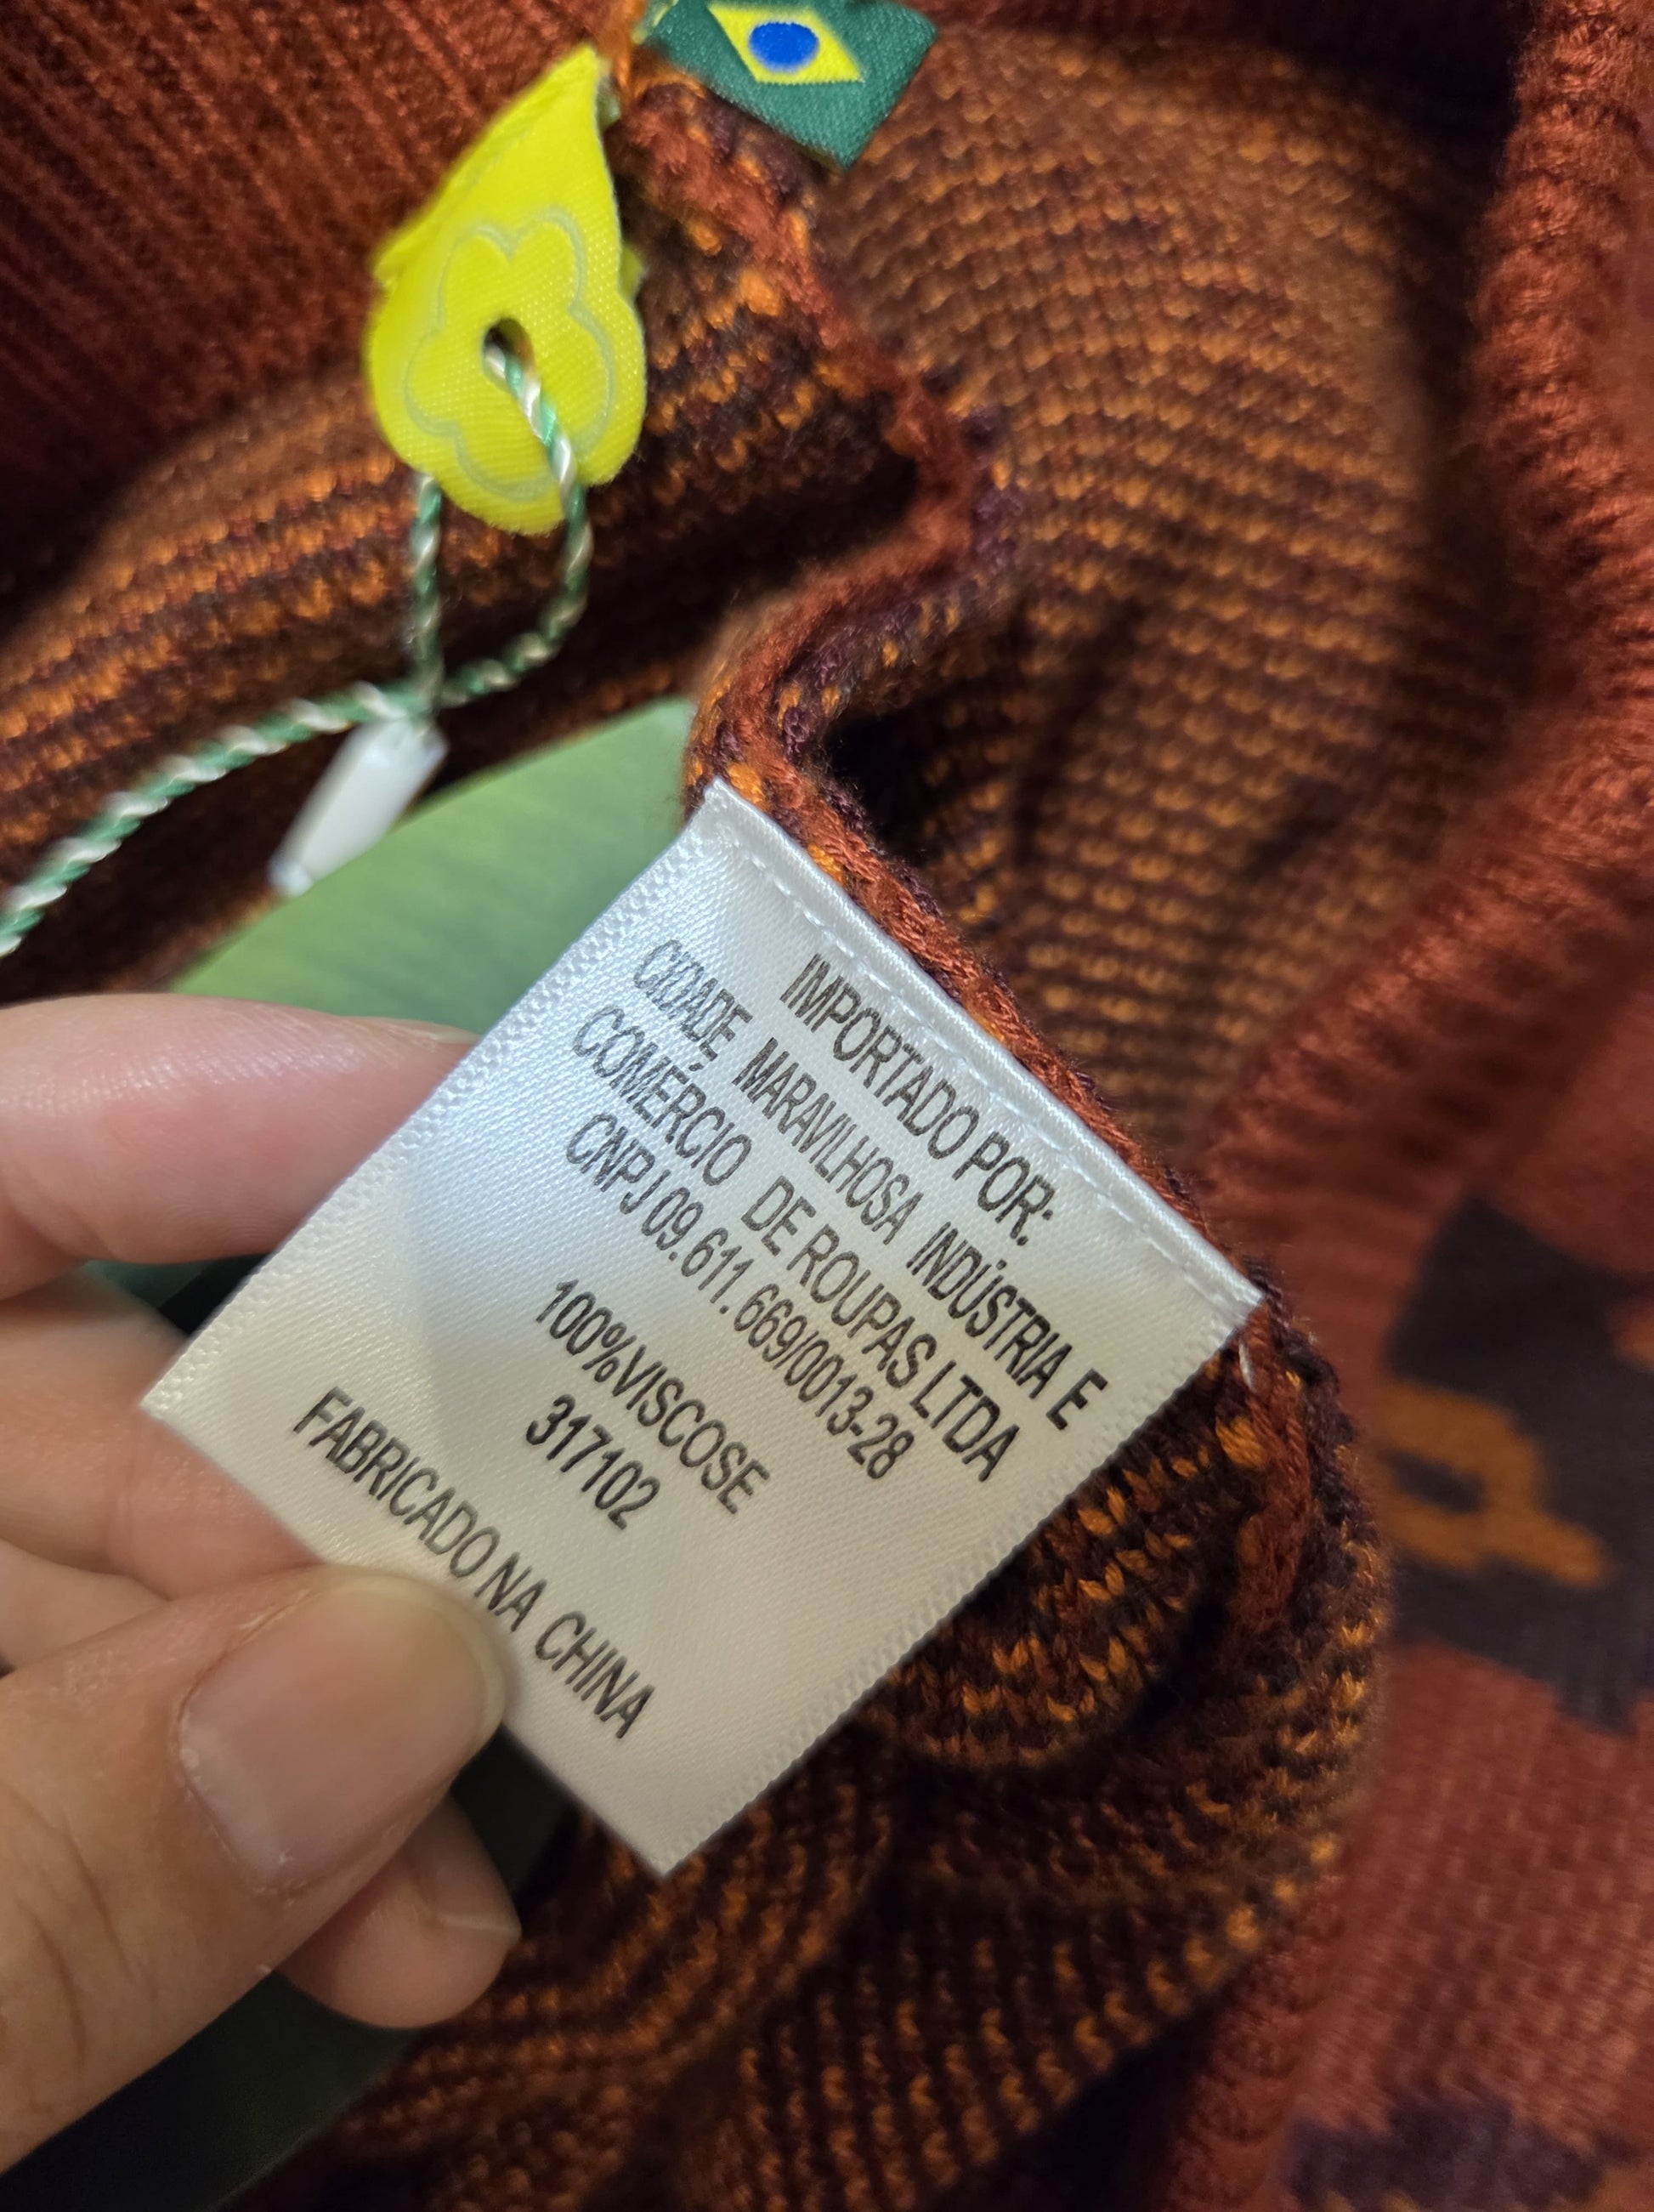 IMPORTADO POR:
CIDADE MARAVILHOSA INDÚSTRIA E
COMÉRCIO DE ROUPAS LTDA
CNPJ 09.611.669/0013-28
100%VISCOSE
317102
FABRICADO NA CHINA